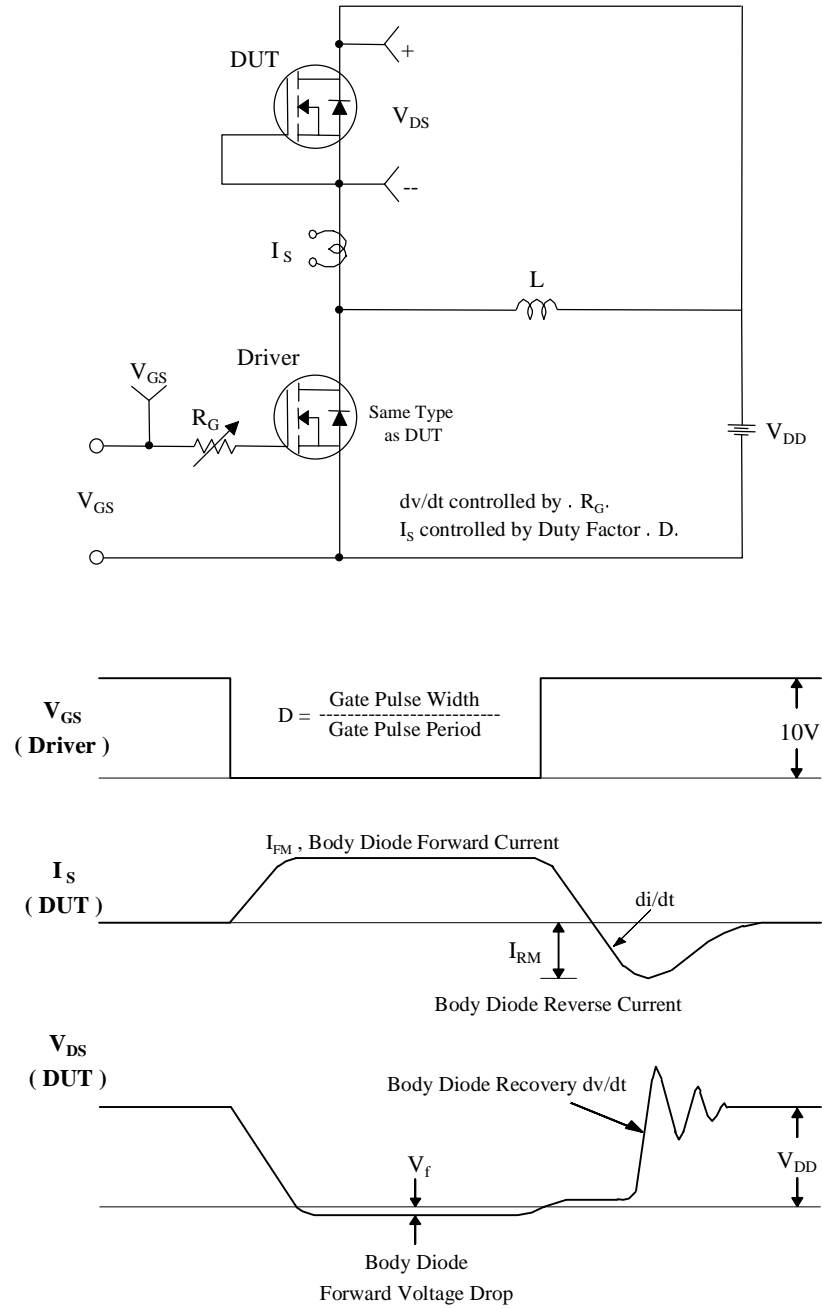 DUT
+
V_DS
--
I_S
L
Driver
V_GS
R_G
Same Type
as DUT
V_DD
V_GS
dv/dt controlled by . R_G.
I_S controlled by Duty Factor . D.
V_GS
( Driver )
D = Gate Pulse Width
--------------------------
Gate Pulse Period
10V
I_FM , Body Diode Forward Current
I_S
( DUT )
di/dt
I_RM
Body Diode Reverse Current
V_DS
( DUT )
Body Diode Recovery dv/dt
V_f
V_DD
Body Diode
Forward Voltage Drop